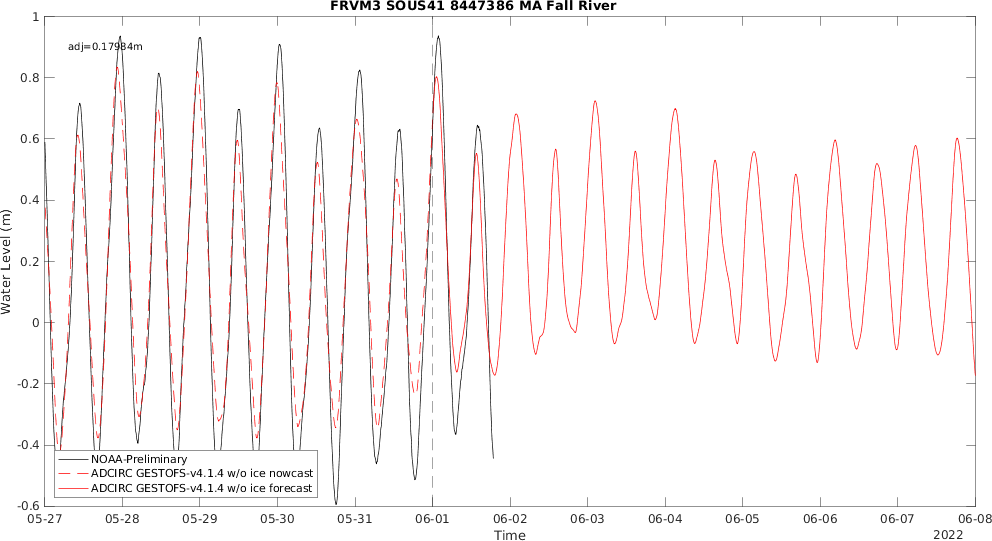 FRVM3 SOUS41 8447386 MA Fall River
adj=0.17984m
Water Level (m)
1
0.8
0.6
0.4
0.2
0
-0.2
-0.4
-0.6
NOAA-Preliminary
ADCIRC GESTOFS-v4.1.4 w/o ice nowcast
ADCIRC GESTOFS-v4.1.4 w/o ice forecast
05-27 05-28 05-29 05-30 05-31 06-01 06-02 06-03 06-04 06-05 06-06 06-07 06-08
Time
2022